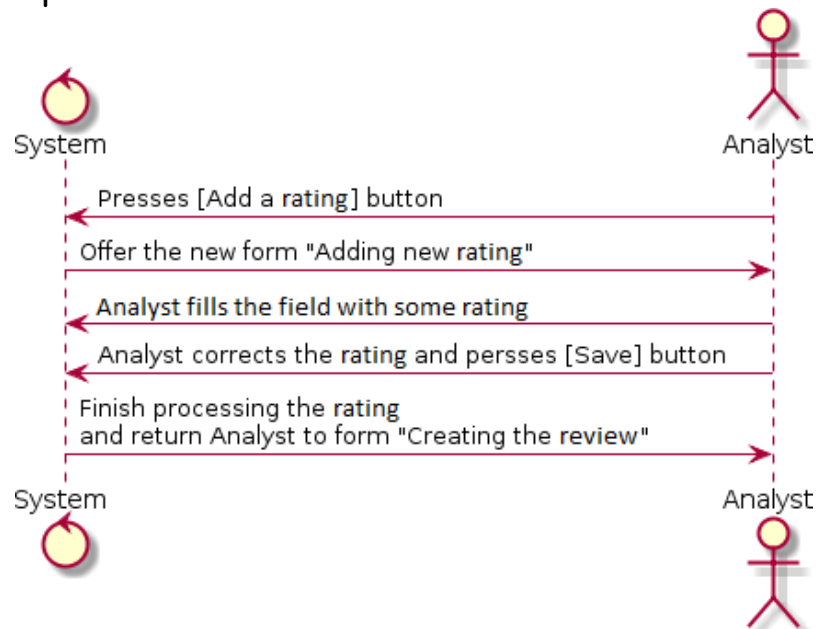 System
Analyst
Presses [Add a rating] button
Offer the new form "Adding new rating"
Analyst fills the field with some rating
Analyst corrects the rating and persses [Save] button
Finish processing the rating
and return Analyst to form "Creating the review"
System
Analyst